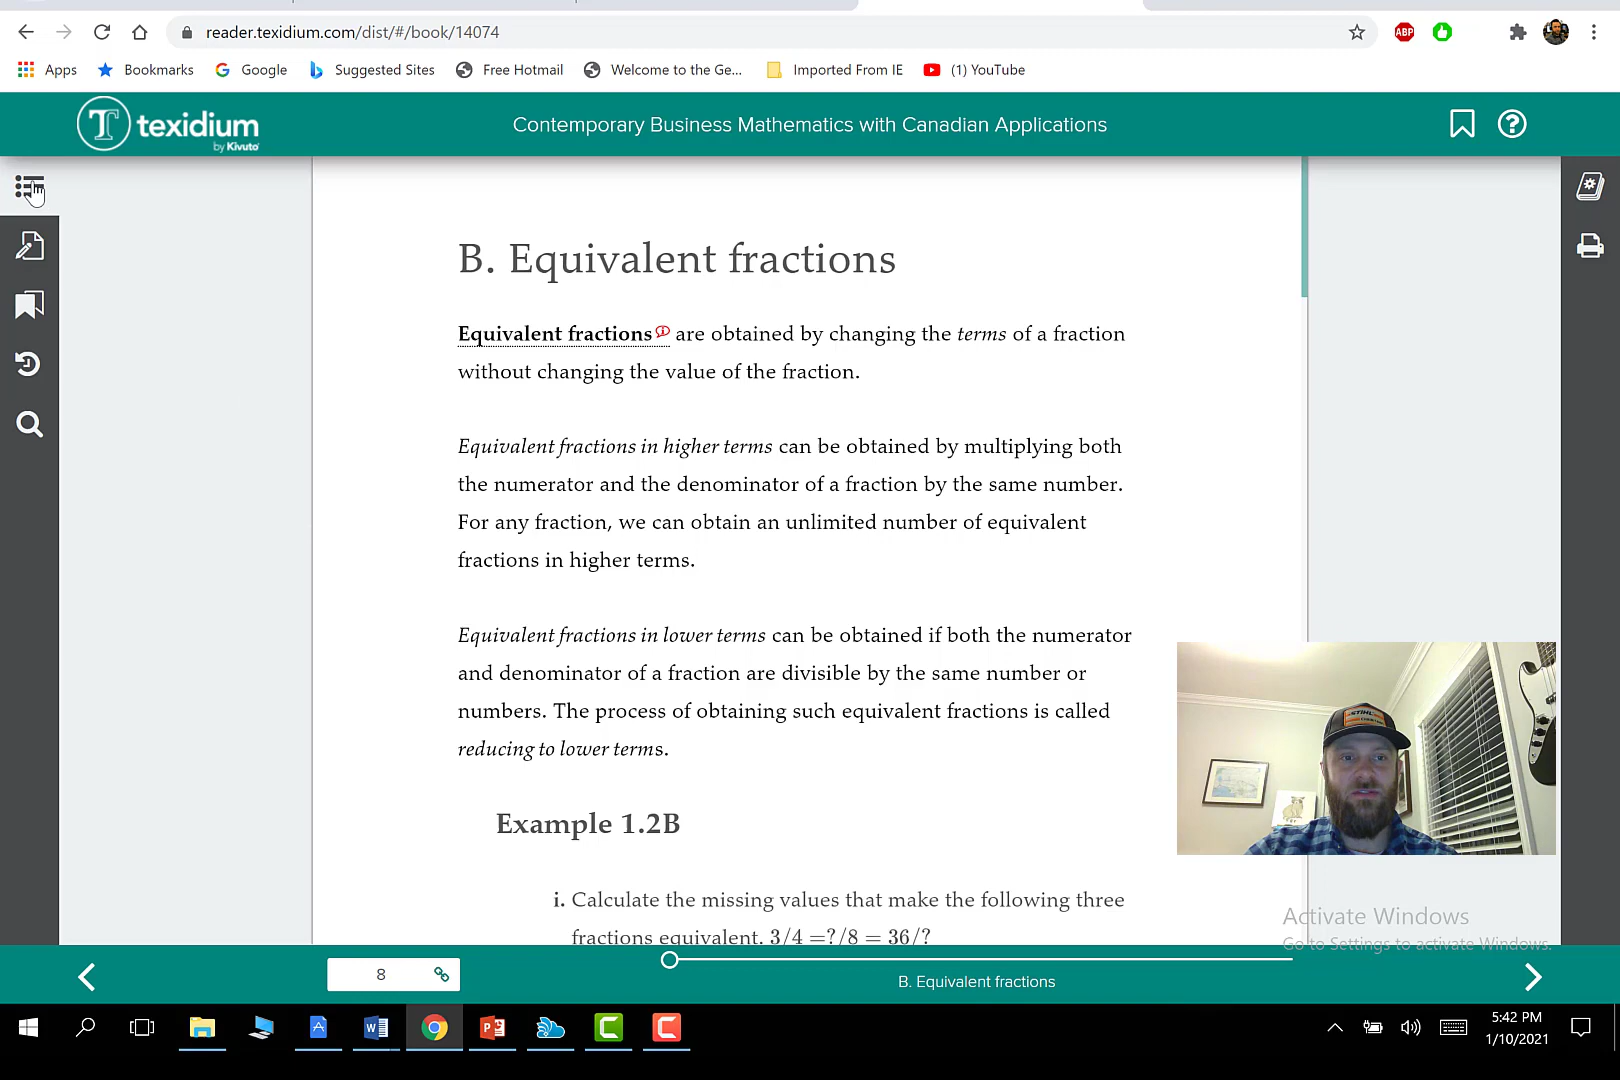 reader.texidium.com/dist/#/book/14074
ABP
Apps
Bookmarks
Google
Suggested Sites
Free Hotmail
Welcome to the Ge...
Imported From IE
(1) YouTube
T texidium
by Kivuto
Contemporary Business Mathematics with Canadian Applications
B. Equivalent fractions
Equivalent fractions are obtained by changing the terms of a fraction
without changing the value of the fraction.
Equivalent fractions in higher terms can be obtained by multiplying both
the numerator and the denominator of a fraction by the same number.
For any fraction, we can obtain an unlimited number of equivalent
fractions in higher terms.
Equivalent fractions in lower terms can be obtained if both the numerator
and denominator of a fraction are divisible by the same number or
numbers. The process of obtaining such equivalent fractions is called
reducing to lower terms.
Example 1.2B
i. Calculate the missing values that make the following three
fractions equivalent. 3/4 =?/8 = 36/?
STIHL
Activate Windows
Go to Settings to activate Windows.
8
B. Equivalent fractions
5:42 PM
1/10/2021